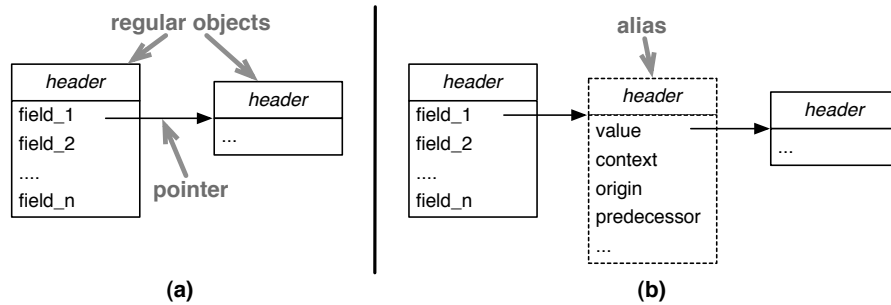 regular objects
header
field_1
field_2
....
field_n
header
...
pointer
(a)
alias
header
field_1
field_2
....
field_n
header
value
context
origin
predecessor
...
header
...
(b)